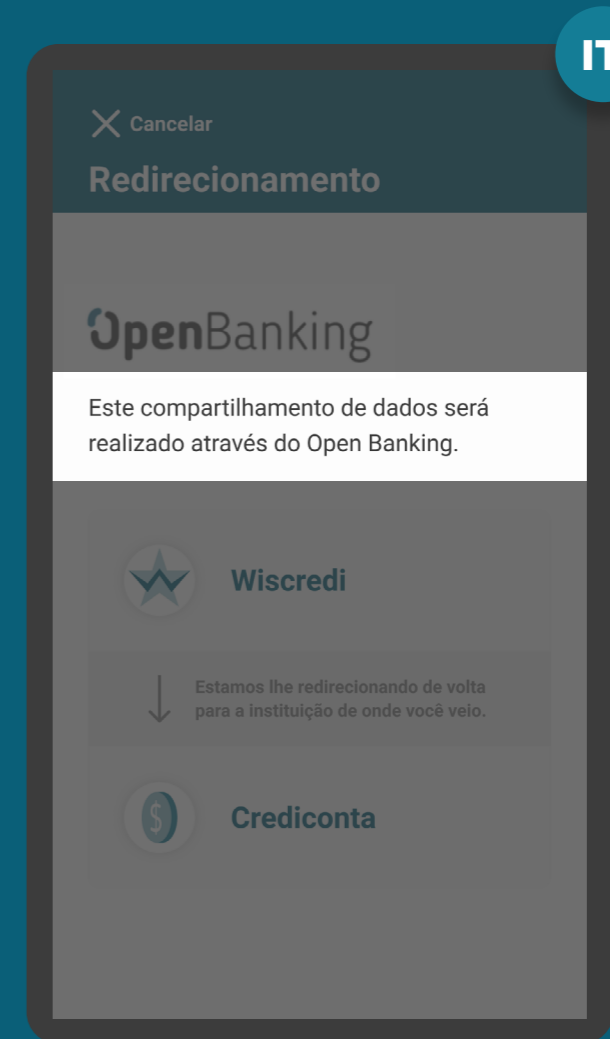 IT
Cancelar
Redirecionamento
OpenBanking
Este compartilhamento de dados será
realizado através do Open Banking.
Wiscredi
Estamos lhe redirecionando de volta
para a instituição de onde você veio.
$
Crediconta